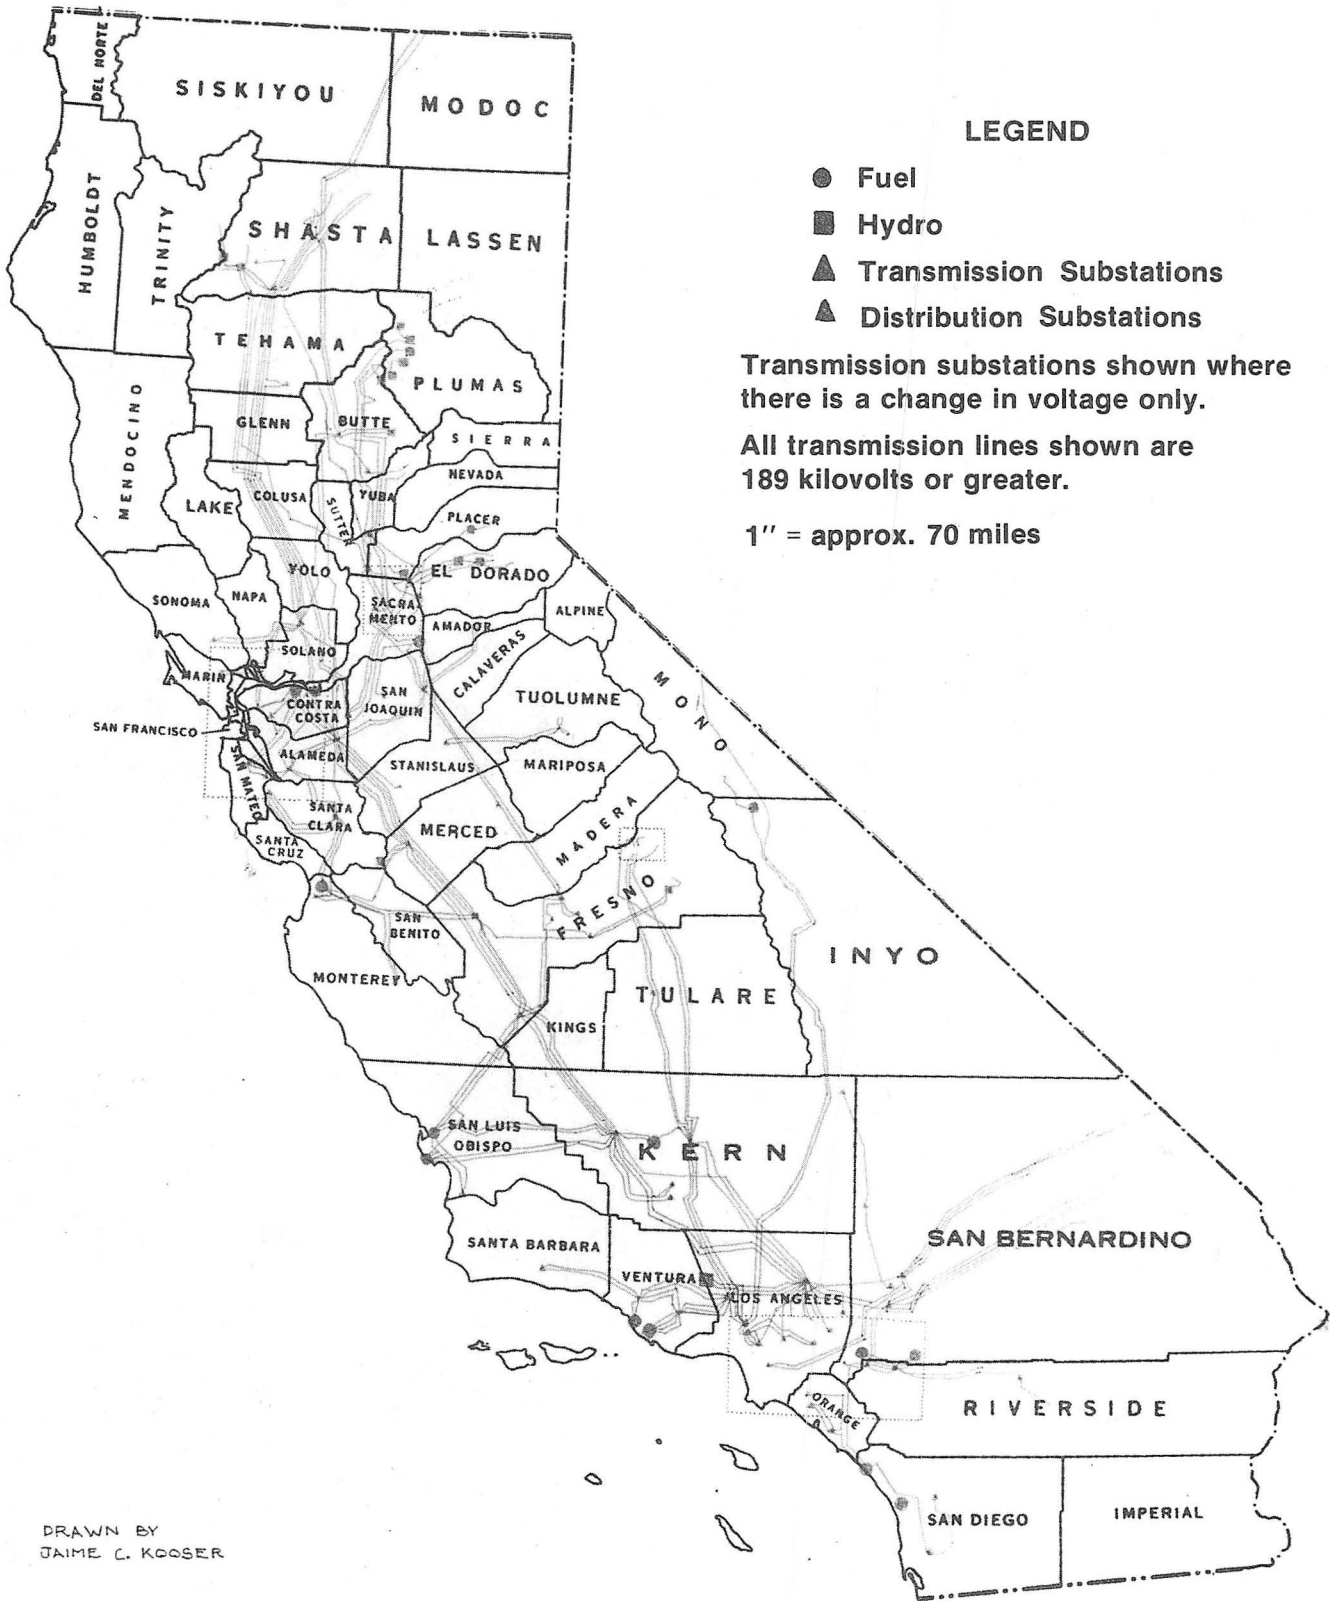 LEGEND
Fuel
Hydro
Transmission Substations
Distribution Substations
Transmission substations shown where
there is a change in voltage only.
All transmission lines shown are
189 kilovolts or greater.
1″ = approx. 70 miles
DEL NORTE
SISKIYOU
MODOC
HUMBOLDT
TRINITY
SHASTA
LASSEN
TEHAMA
PLUMAS
MENDOCINO
GLENN
BUTTE
SIERRA
LAKE
COLUSA
SUTTER
YUBA
NEVADA
PLACER
SONOMA
NAPA
YOLO
SACRA-
MENTO
EL DORADO
ALPINE
AMADOR
MARIN
SOLANO
CALAVERAS
SAN FRANCISCO
CONTRA
COSTA
SAN
JOAQUIN
TUOLUMNE
MONO
SAN MATEO
ALAMEDA
STANISLAUS
MARIPOSA
SANTA
CLARA
SANTA
CRUZ
MERCED
MADERA
SAN
BENITO
FRESNO
MONTEREY
KINGS
TULARE
INYO
SAN LUIS
OBISPO
KERN
SANTA BARBARA
VENTURA
LOS ANGELES
SAN BERNARDINO
ORANGE
RIVERSIDE
SAN DIEGO
IMPERIAL
DRAWN BY
JAIME C. KOOSER